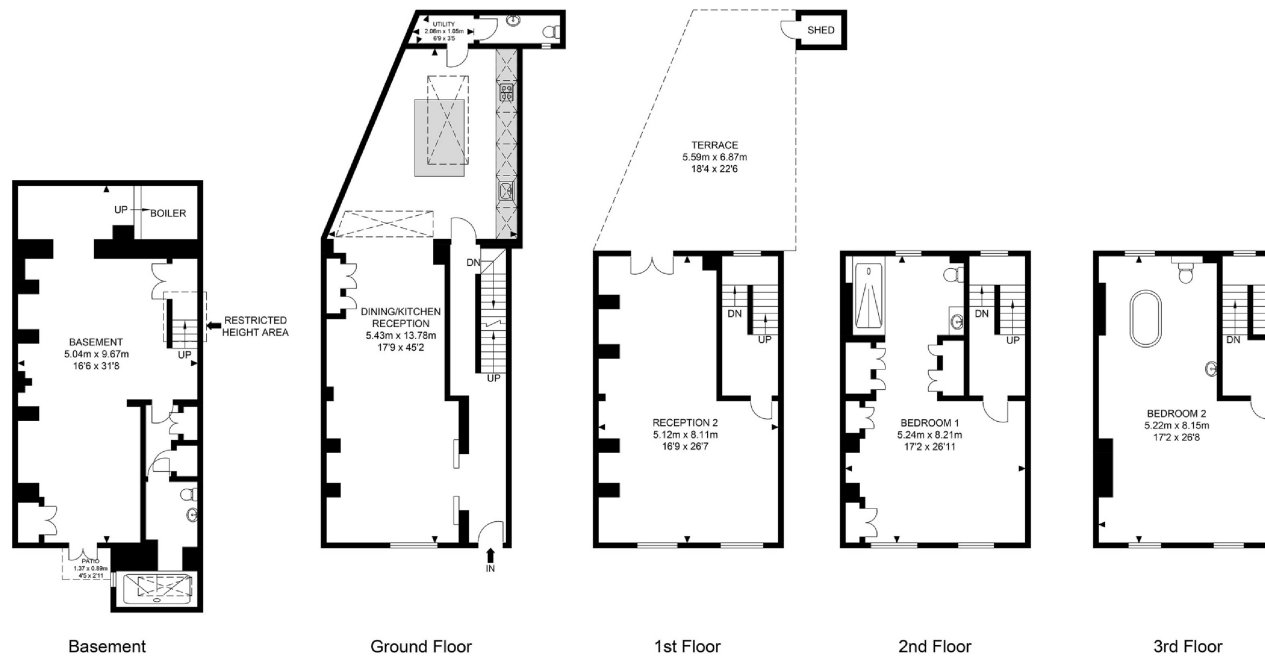 UP
BOILER
RESTRICTED
HEIGHT AREA
BASEMENT
5.04m x 9.67m
16'6 x 31'8
UP
PATIO
1.37 x 0.89m
4'5 x 2'11
Basement
UTILITY
2.06m x 1.05m
6'9 x 3'5
DN
DINING/KITCHEN
RECEPTION
5.43m x 13.78m
17'9 x 45'2
UP
IN
Ground Floor
SHED
TERRACE
5.59m x 6.87m
18'4 x 22'6
DN
UP
RECEPTION 2
5.12m x 8.11m
16'9 x 26'7
1st Floor
DN
UP
BEDROOM 1
5.24m x 8.21m
17'2 x 26'11
2nd Floor
DN
BEDROOM 2
5.22m x 8.15m
17'2 x 26'8
3rd Floor